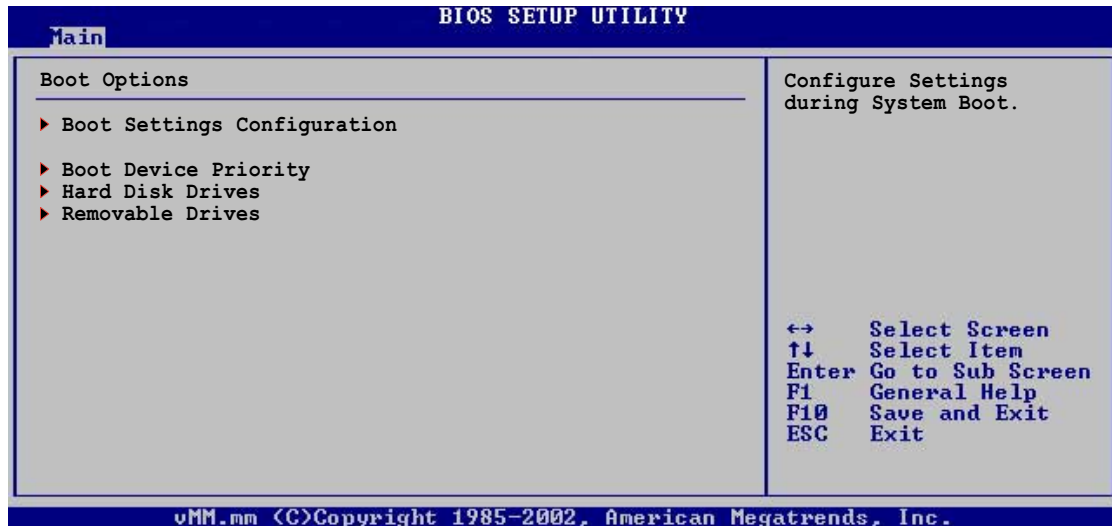 BIOS SETUP UTILITY
Main
Boot Options
Boot Settings Configuration
Boot Device Priority
Hard Disk Drives
Removable Drives
Configure Settings
during System Boot.
←→ Select Screen
↑↓ Select Item
Enter Go to Sub Screen
F1 General Help
F10 Save and Exit
ESC Exit
vMM.mm (C)Copyright 1985-2002, American Megatrends, Inc.